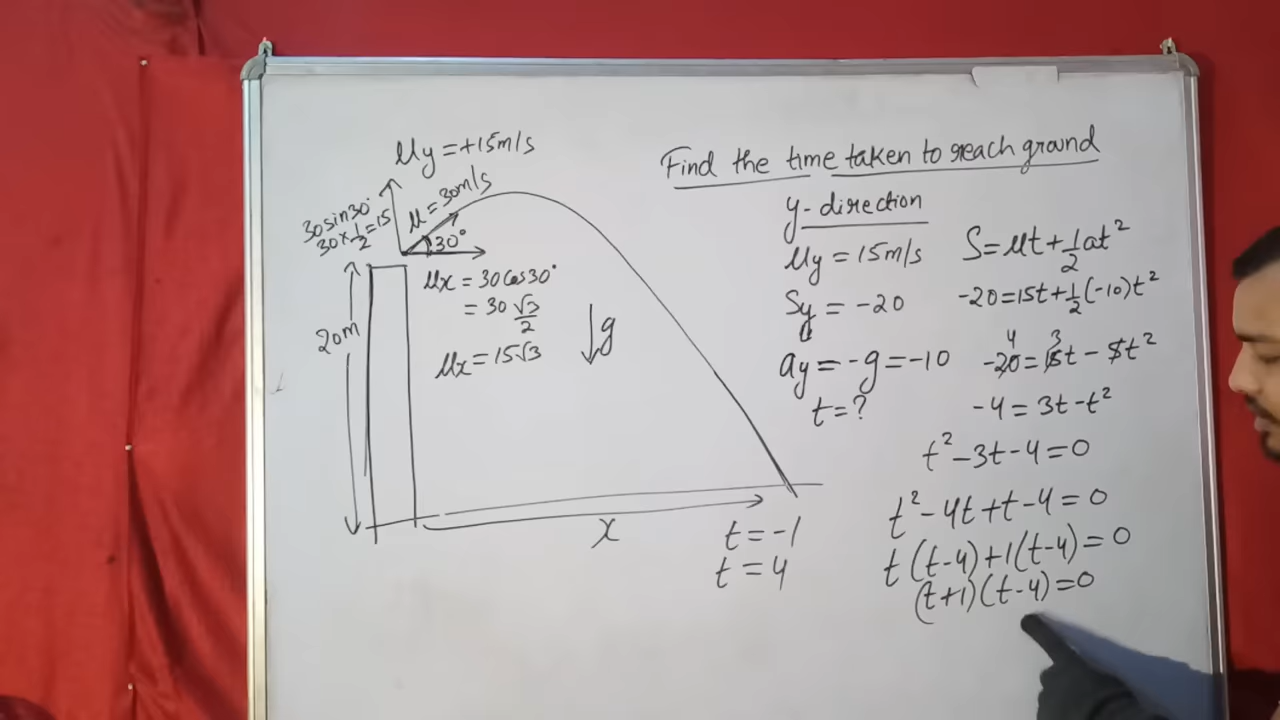 Find the time taken to reach ground
uy = +15m/s
u = 30m/s
30sin30°
30×1/2=15
30°
ux = 30cos30°
= 30 √3/2
ux = 15√3
20m
↓g
x
t = -1
t = 4
y-direction
uy = 15m/s
Sy = -20
ay = -g = -10
t = ?
S = ut + 1/2 at²
-20 = 15t + 1/2 (-10)t²
4 3
-20 = 15t - 5t²
-4 = 3t - t²
t² - 3t - 4 = 0
t² - 4t + t - 4 = 0
t (t-4) + 1(t-4) = 0
(t+1)(t-4) = 0